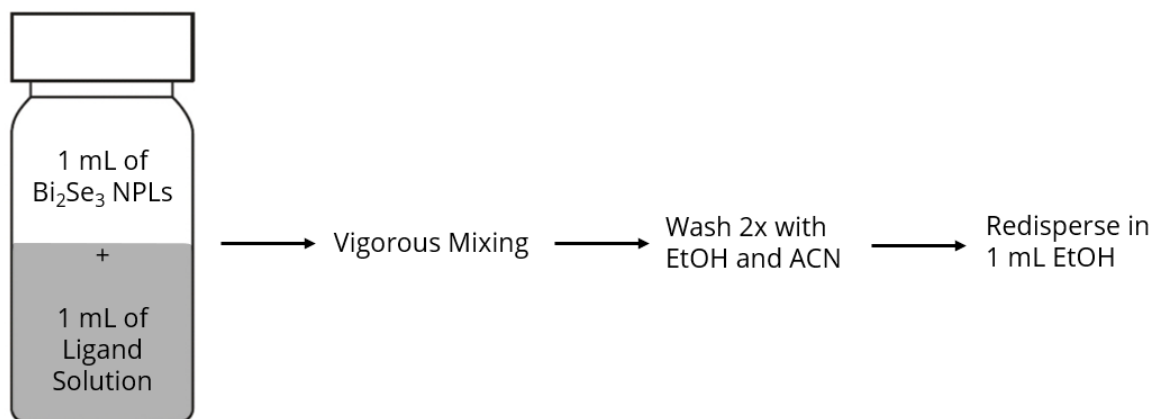 1 mL of
Bi₂Se₃ NPLs
+
1 mL of
Ligand
Solution
Vigorous Mixing
Wash 2x with
EtOH and ACN
Redisperse in
1 mL EtOH